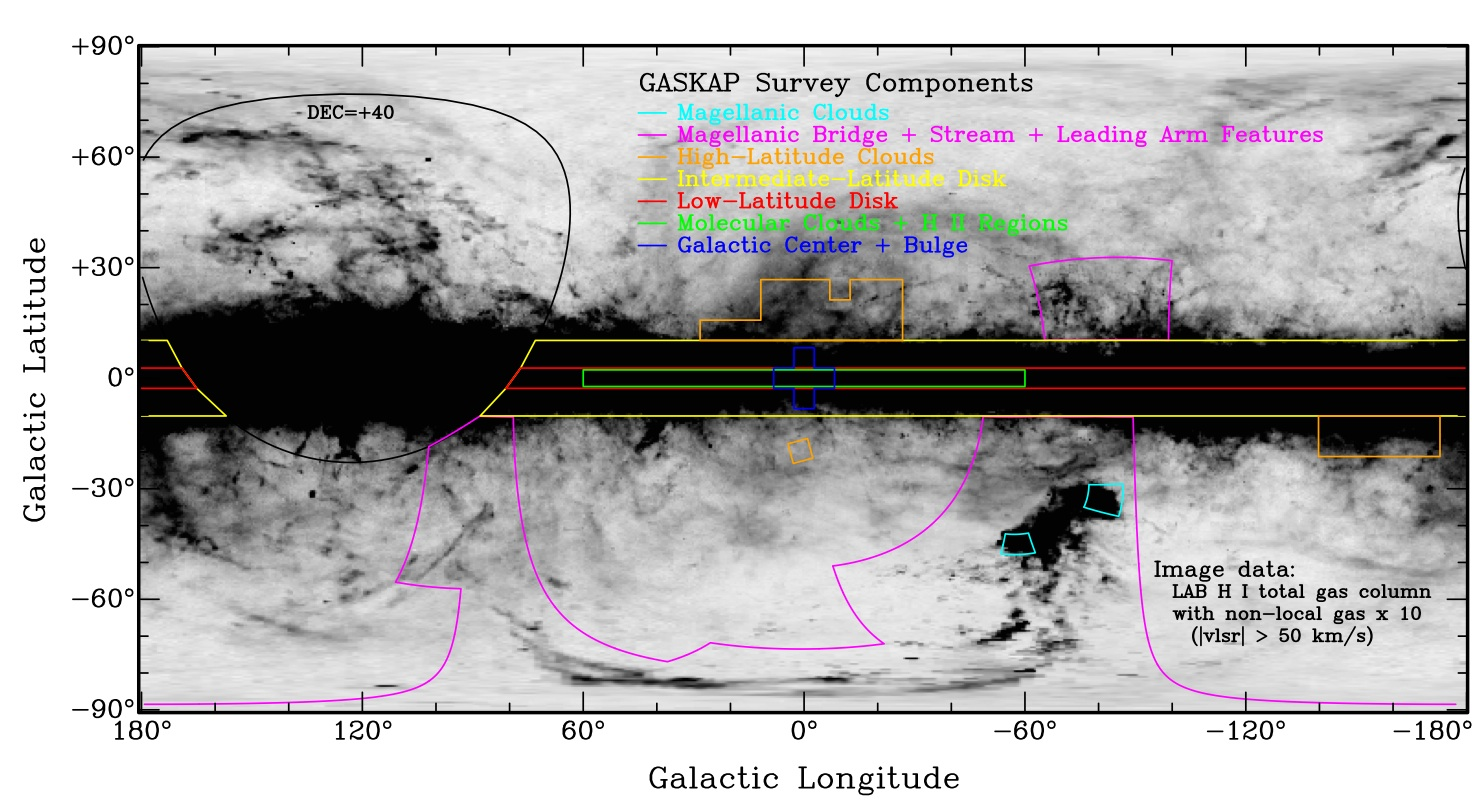 +90°
+60°
+30°
0°
−30°
−60°
−90°
Galactic Latitude
DEC=+40
GASKAP Survey Components
Magellanic Clouds
Magellanic Bridge + Stream + Leading Arm Features
High−Latitude Clouds
Intermediate−Latitude Disk
Low−Latitude Disk
Molecular Clouds + H II Regions
Galactic Center + Bulge
Image data:
LAB H I total gas column
with non−local gas x 10
(|vlsr| > 50 km/s)
180° 120° 60° 0° −60° −120° −180°
Galactic Longitude